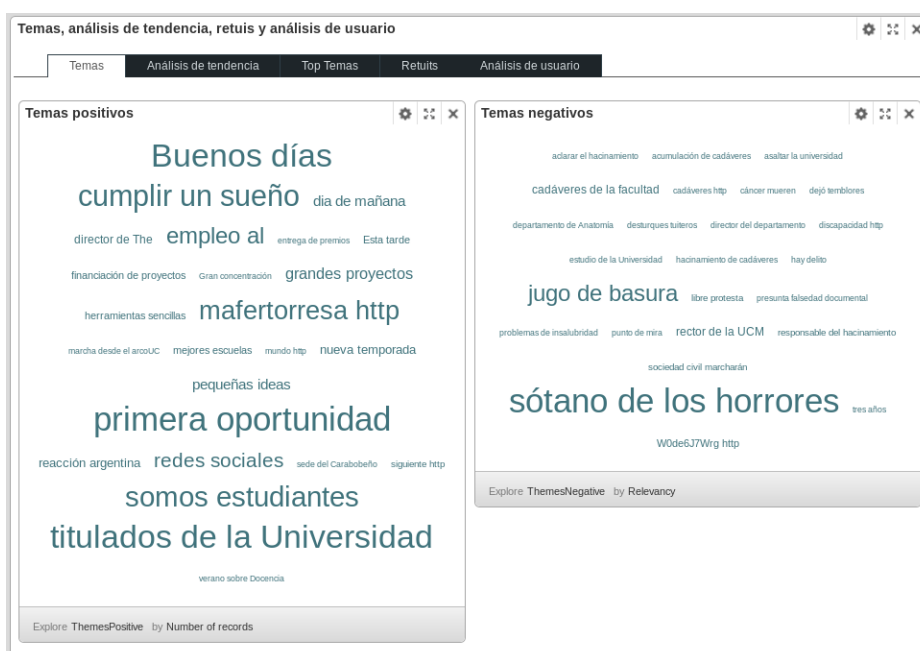 Temas, análisis de tendencia, retuis y análisis de usuario
Temas Análisis de tendencia Top Temas Retuits Análisis de usuario
Temas positivos
Buenos días
cumplir un sueño dia de mañana
director de The empleo al entrega de premios Esta tarde
financiación de proyectos Gran concentración grandes proyectos
herramientas sencillas mafertorresa http
marcha desde el arcoUC mejores escuelas mundo http nueva temporada
pequeñas ideas
primera oportunidad
reacción argentina redes sociales sede del Carabobeño siguiente http
somos estudiantes
titulados de la Universidad
verano sobre Docencia
Explore ThemesPositive by Number of records
Temas negativos
aclarar el hacinamiento acumulación de cadáveres asaltar la universidad
cadáveres de la facultad cadáveres http cáncer mueren dejó temblores
departamento de Anatomía desturques tuiteros director del departamento discapacidad http
estudio de la Universidad hacinamiento de cadáveres hay delito
jugo de basura libre protesta presunta falsedad documental
problemas de insalubridad punto de mira rector de la UCM responsable del hacinamiento
sociedad civil marcharán
sótano de los horrores tres años
W0de6J7Wrg http
Explore ThemesNegative by Relevancy